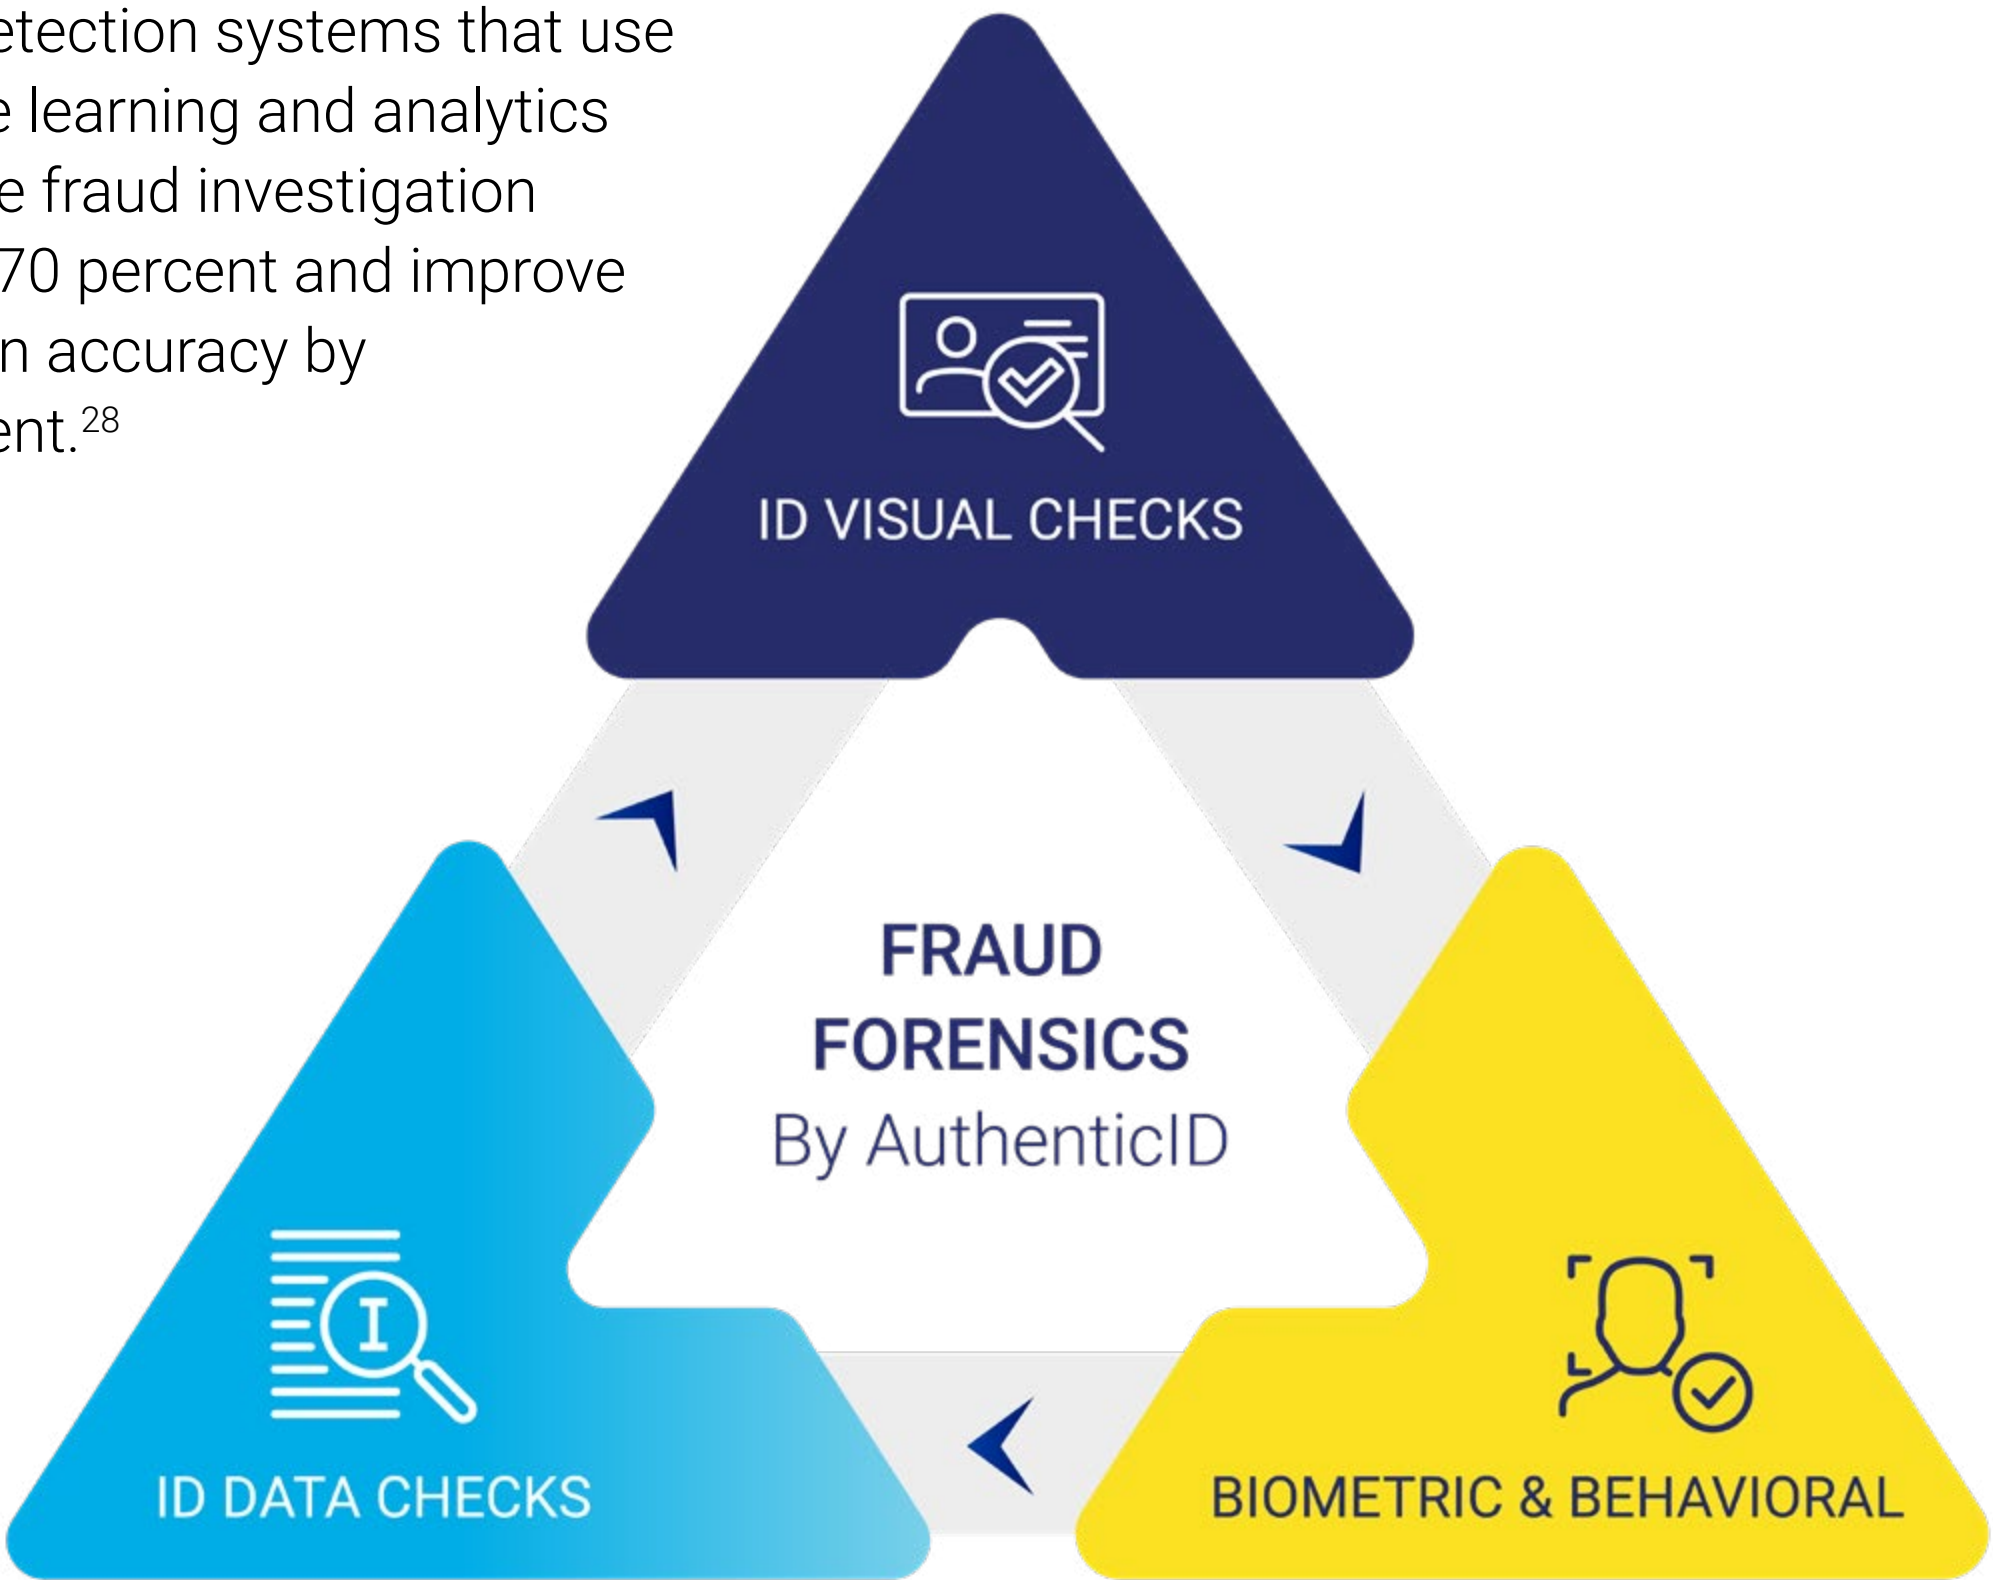 etection systems that use
e learning and analytics
e fraud investigation
70 percent and improve
n accuracy by
ent.28
ID VISUAL CHECKS
FRAUD
FORENSICS
By AuthenticID
I
ID DATA CHECKS
BIOMETRIC & BEHAVIORAL